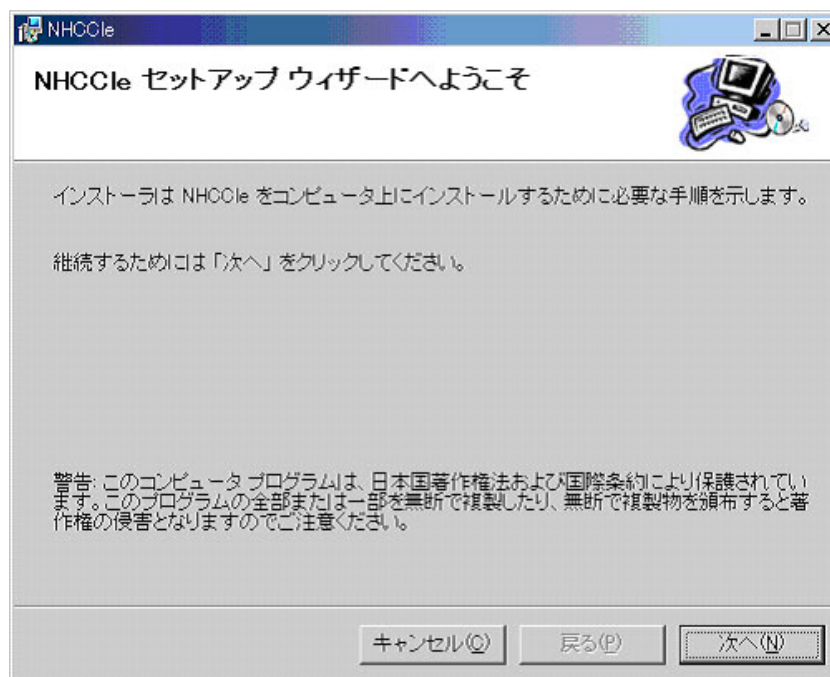 NHCCle
NHCCle セットアップ ウィザードへようこそ
インストーラは NHCCle をコンピュータ上にインストールするために必要な手順を示します。
継続するためには「次へ」をクリックしてください。
警告: このコンピュータ プログラムは、日本国著作権法および国際条約により保護されてい
ます。このプログラムの全部または一部を無断で複製したり、無断で複製物を頒布すると著
作権の侵害となりますのでご注意ください。
キャンセル(C) 戻る(P) 次へ(N)